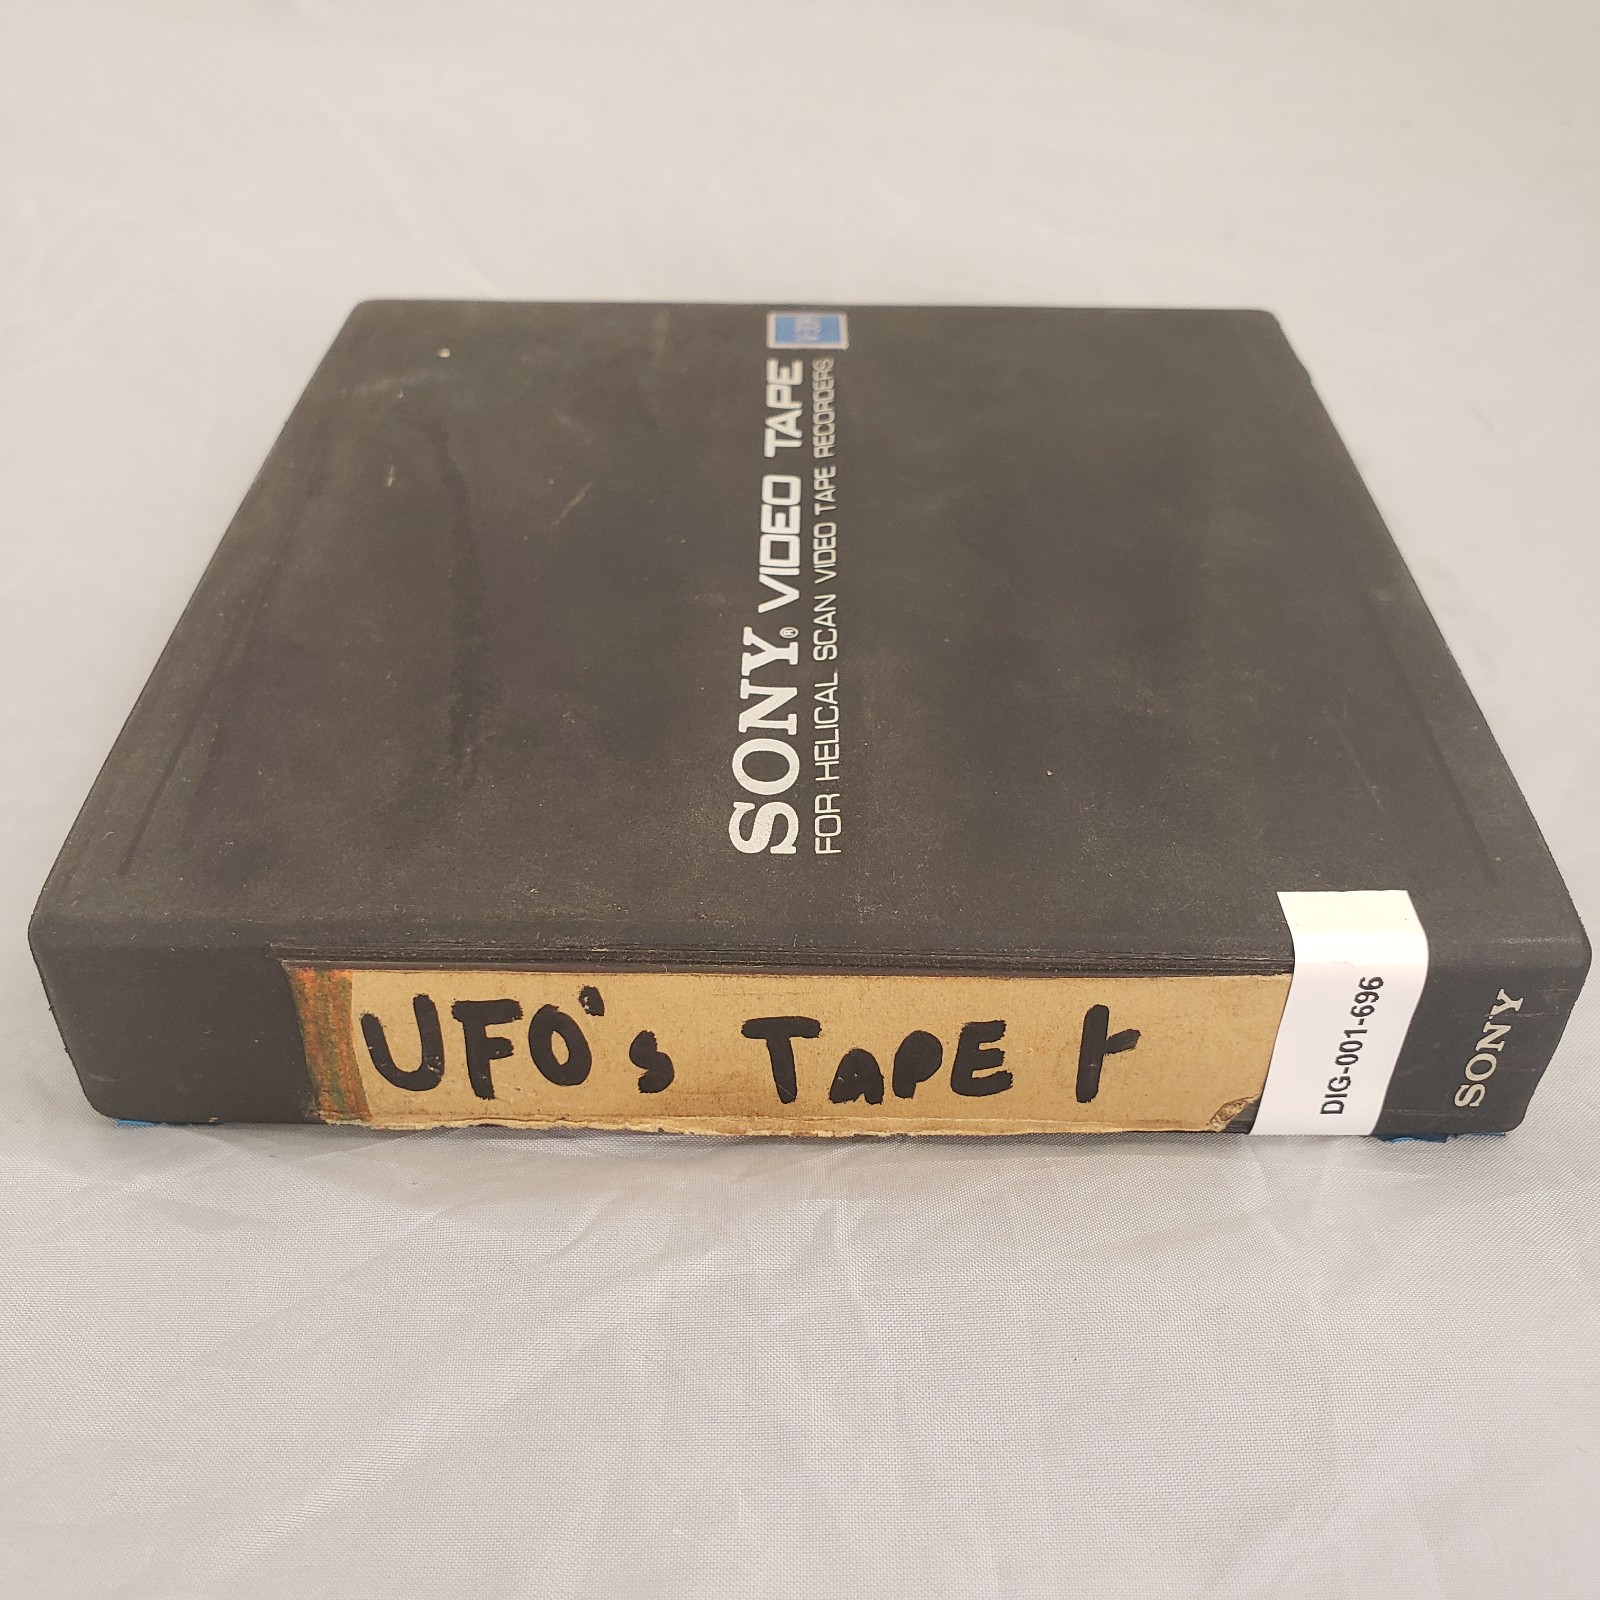 SONY® VIDEO TAPE
FOR HELICAL SCAN VIDEO TAPE RECORDERS
UFO's TAPE 1
DIG-001-696
SONY